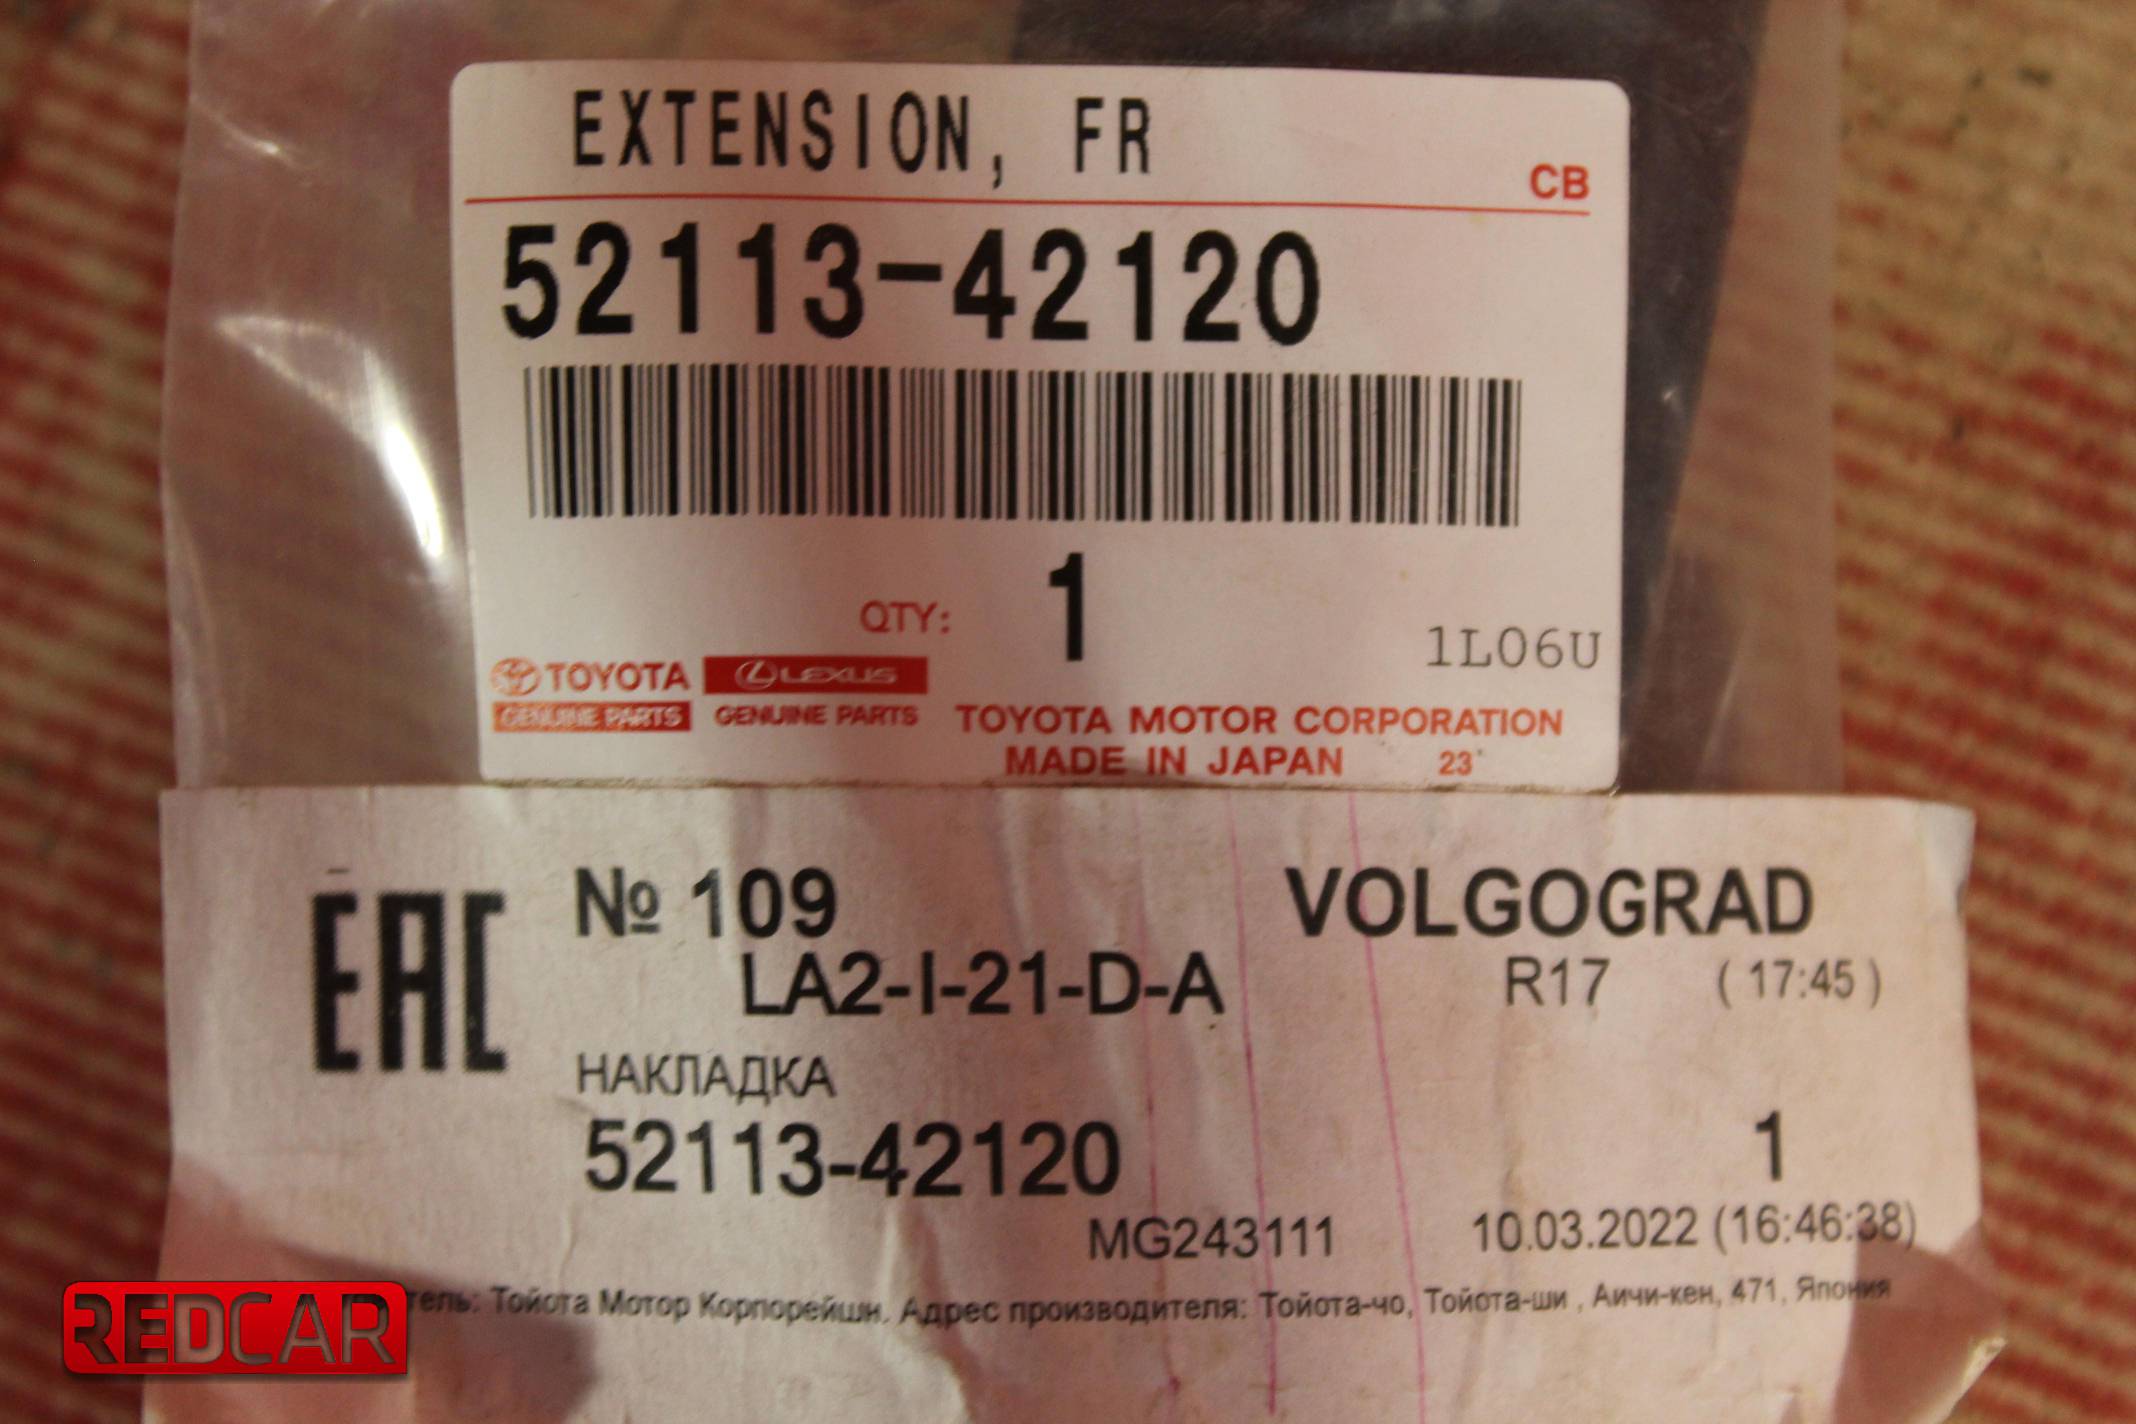 EXTENSION, FR
CB
52113-42120
QTY: 1
1L06U
TOYOTA LEXUS
GENUINE PARTS GENUINE PARTS
TOYOTA MOTOR CORPORATION
MADE IN JAPAN 23
EAC
№ 109 VOLGOGRAD
LA2-I-21-D-A R17 ( 17:45 )
НАКЛАДКА
52113-42120 1
MG243111 10.03.2022 (16:46:38)
Тойота Мотор Корпорейшн. Адрес производителя: Тойота-чо, Тойота-ши , Аичи-кен, 471, Япония
REDCAR